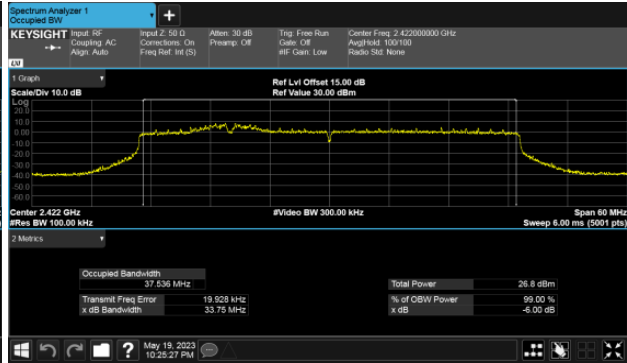 Spectrum Analyzer 1
Occupied BW
+
KEYSIGHT Input: RF Input Z: 50 Ω Atten: 30 dB Trig: Free Run Center Freq: 2.422000000 GHz
Coupling: AC Corrections: On Preamp: Off Gate: Off Avg|Hold: 100/100
Align: Auto Freq Ref: Int (S) #IF Gain: Low Radio Std: None
LXI
1 Graph
Scale/Div 10.0 dB Ref Lvl Offset 15.00 dB
Ref Value 30.00 dBm
Log
20.0
10.0
0.00
-10.0
-20.0
-30.0
-40.0
-50.0
-60.0
Center 2.422 GHz #Video BW 300.00 kHz Span 60 MHz
#Res BW 100.00 kHz Sweep 6.00 ms (5001 pts)
2 Metrics
Occupied Bandwidth
37.536 MHz Total Power 26.8 dBm
Transmit Freq Error 19.928 kHz % of OBW Power 99.00 %
x dB Bandwidth 33.75 MHz x dB -6.00 dB
? May 19, 2023
10:25:27 PM